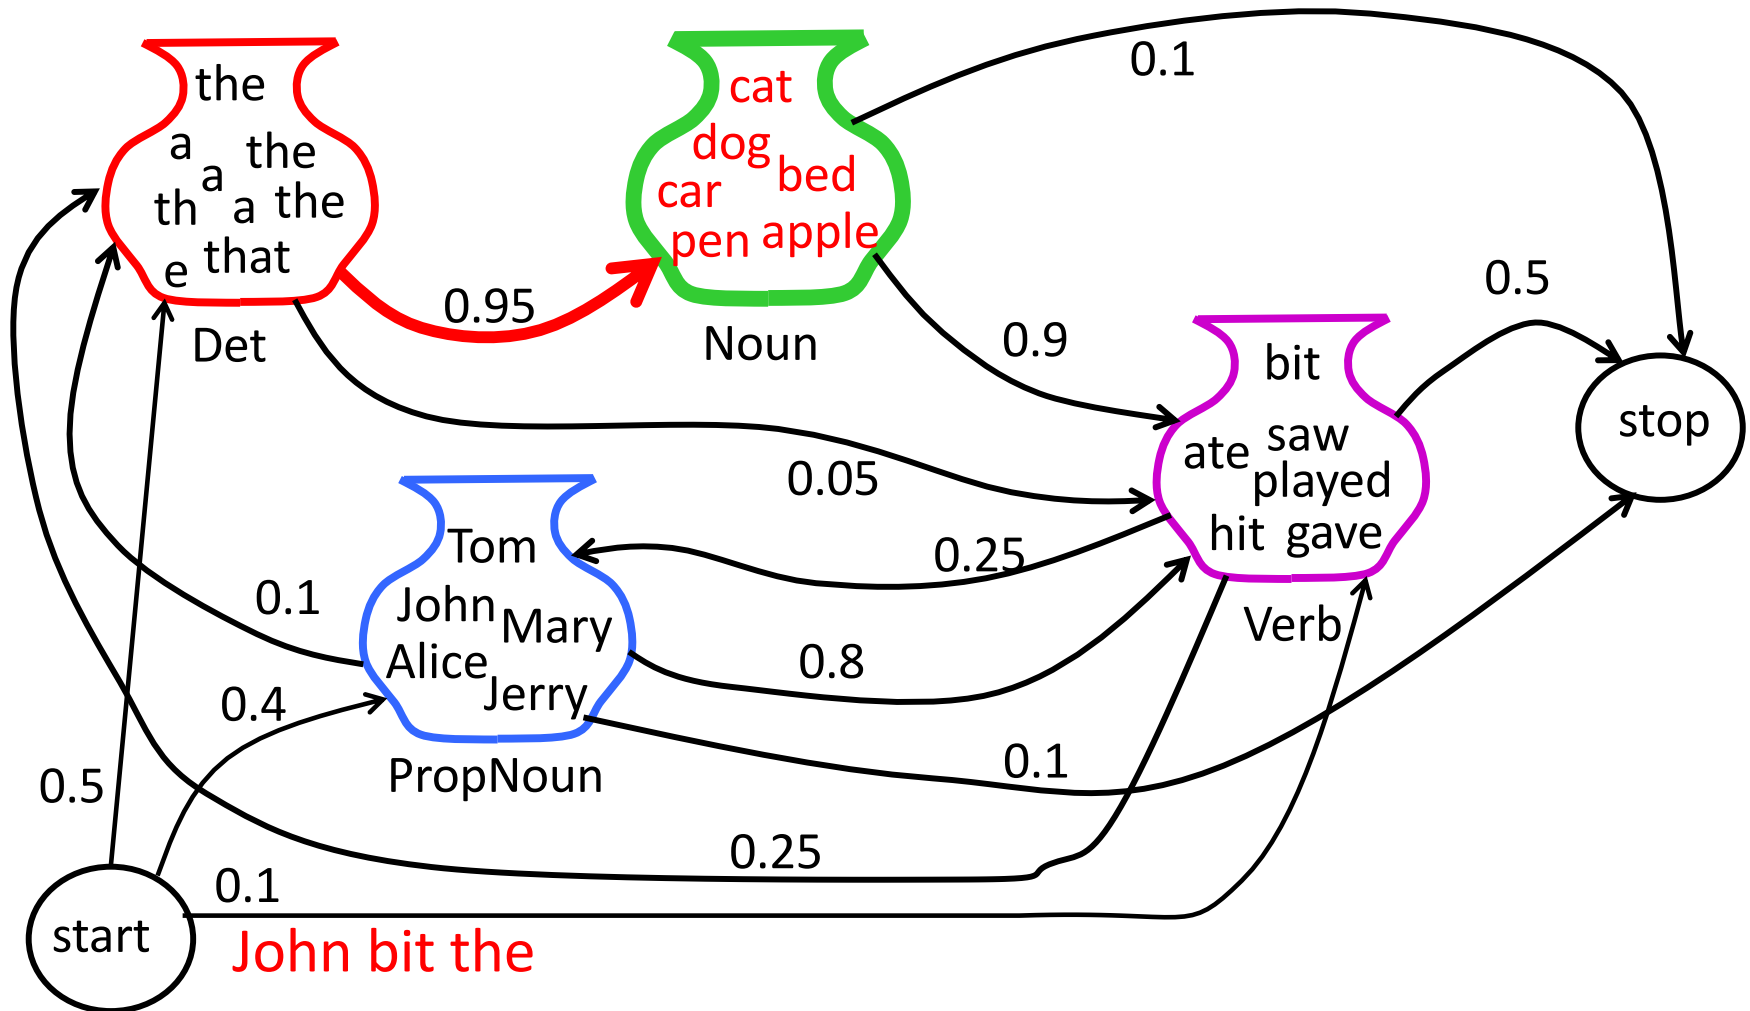 the
a
the
a
th
a
the
e
that
Det
0.95
cat
dog
bed
car
pen
apple
Noun
0.1
0.9
0.5
bit
saw
ate
played
hit
gave
Verb
stop
0.05
0.25
Tom
John
Mary
Alice
Jerry
PropNoun
0.1
0.8
0.4
0.1
0.5
0.25
0.1
start
John bit the